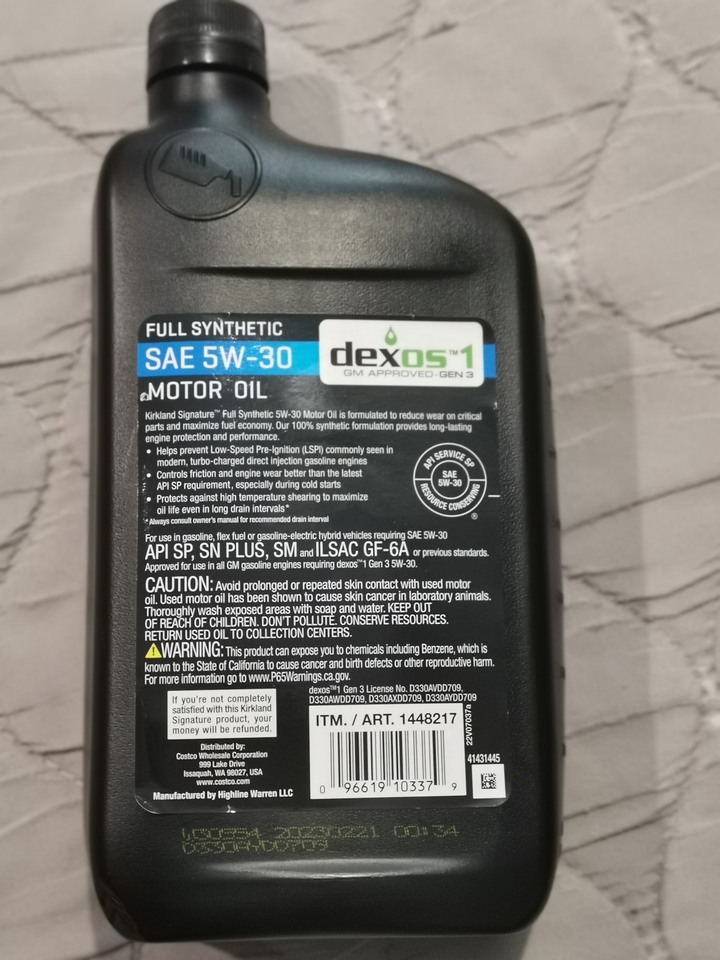 FULL SYNTHETIC
SAE 5W-30
MOTOR OIL
dexos™1
GM APPROVED-GEN 3
Kirkland Signature™ Full Synthetic 5W-30 Motor Oil is formulated to reduce wear on critical
parts and maximize fuel economy. Our 100% synthetic formulation provides long-lasting
engine protection and performance.
• Helps prevent Low-Speed Pre-Ignition (LSPI) commonly seen in
modern, turbo-charged direct injection gasoline engines
• Controls friction and engine wear better than the latest
API SP requirement, especially during cold starts
• Protects against high temperature shearing to maximize
oil life even in long drain intervals*
*Always consult owner's manual for recommended drain interval
API SERVICE SP
SAE
5W-30
RESOURCE CONSERVING
®
For use in gasoline, flex fuel or gasoline-electric hybrid vehicles requiring SAE 5W-30
API SP, SN PLUS, SM and ILSAC GF-6A or previous standards.
Approved for use in all GM gasoline engines requiring dexos™1 Gen 3 5W-30.
CAUTION: Avoid prolonged or repeated skin contact with used motor
oil. Used motor oil has been shown to cause skin cancer in laboratory animals.
Thoroughly wash exposed areas with soap and water. KEEP OUT
OF REACH OF CHILDREN. DON'T POLLUTE. CONSERVE RESOURCES.
RETURN USED OIL TO COLLECTION CENTERS.
⚠WARNING: This product can expose you to chemicals including Benzene, which is
known to the State of California to cause cancer and birth defects or other reproductive harm.
For more information go to www.P65Warnings.ca.gov.
dexos™1 Gen 3 License No. D330AVDD709,
D330AWDD709, D330AXDD709, D330AYDD709
If you're not completely
satisfied with this Kirkland
Signature product, your
money will be refunded.
Distributed by:
Costco Wholesale Corporation
999 Lake Drive
Issaquah, WA 98027, USA
www.costco.com
Manufactured by Highline Warren LLC
ITM. / ART. 1448217
0 96619 10337 9
22V07037a
41431445
20230221 00:34
D330AYDD709